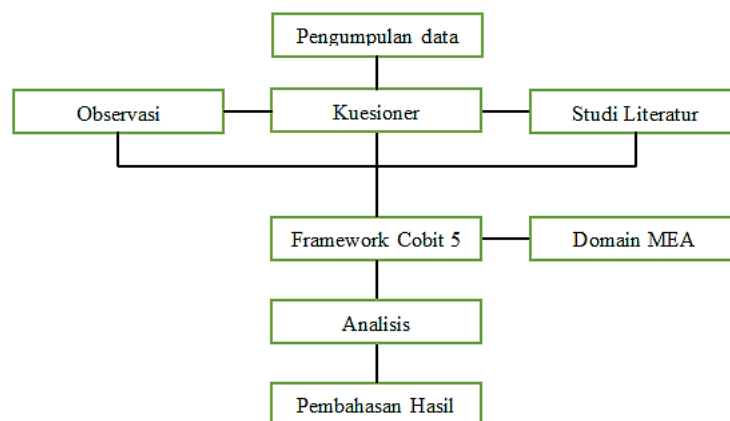 Pengumpulan data
Observasi
Kuesioner
Studi Literatur
Framework Cobit 5
Domain MEA
Analisis
Pembahasan Hasil